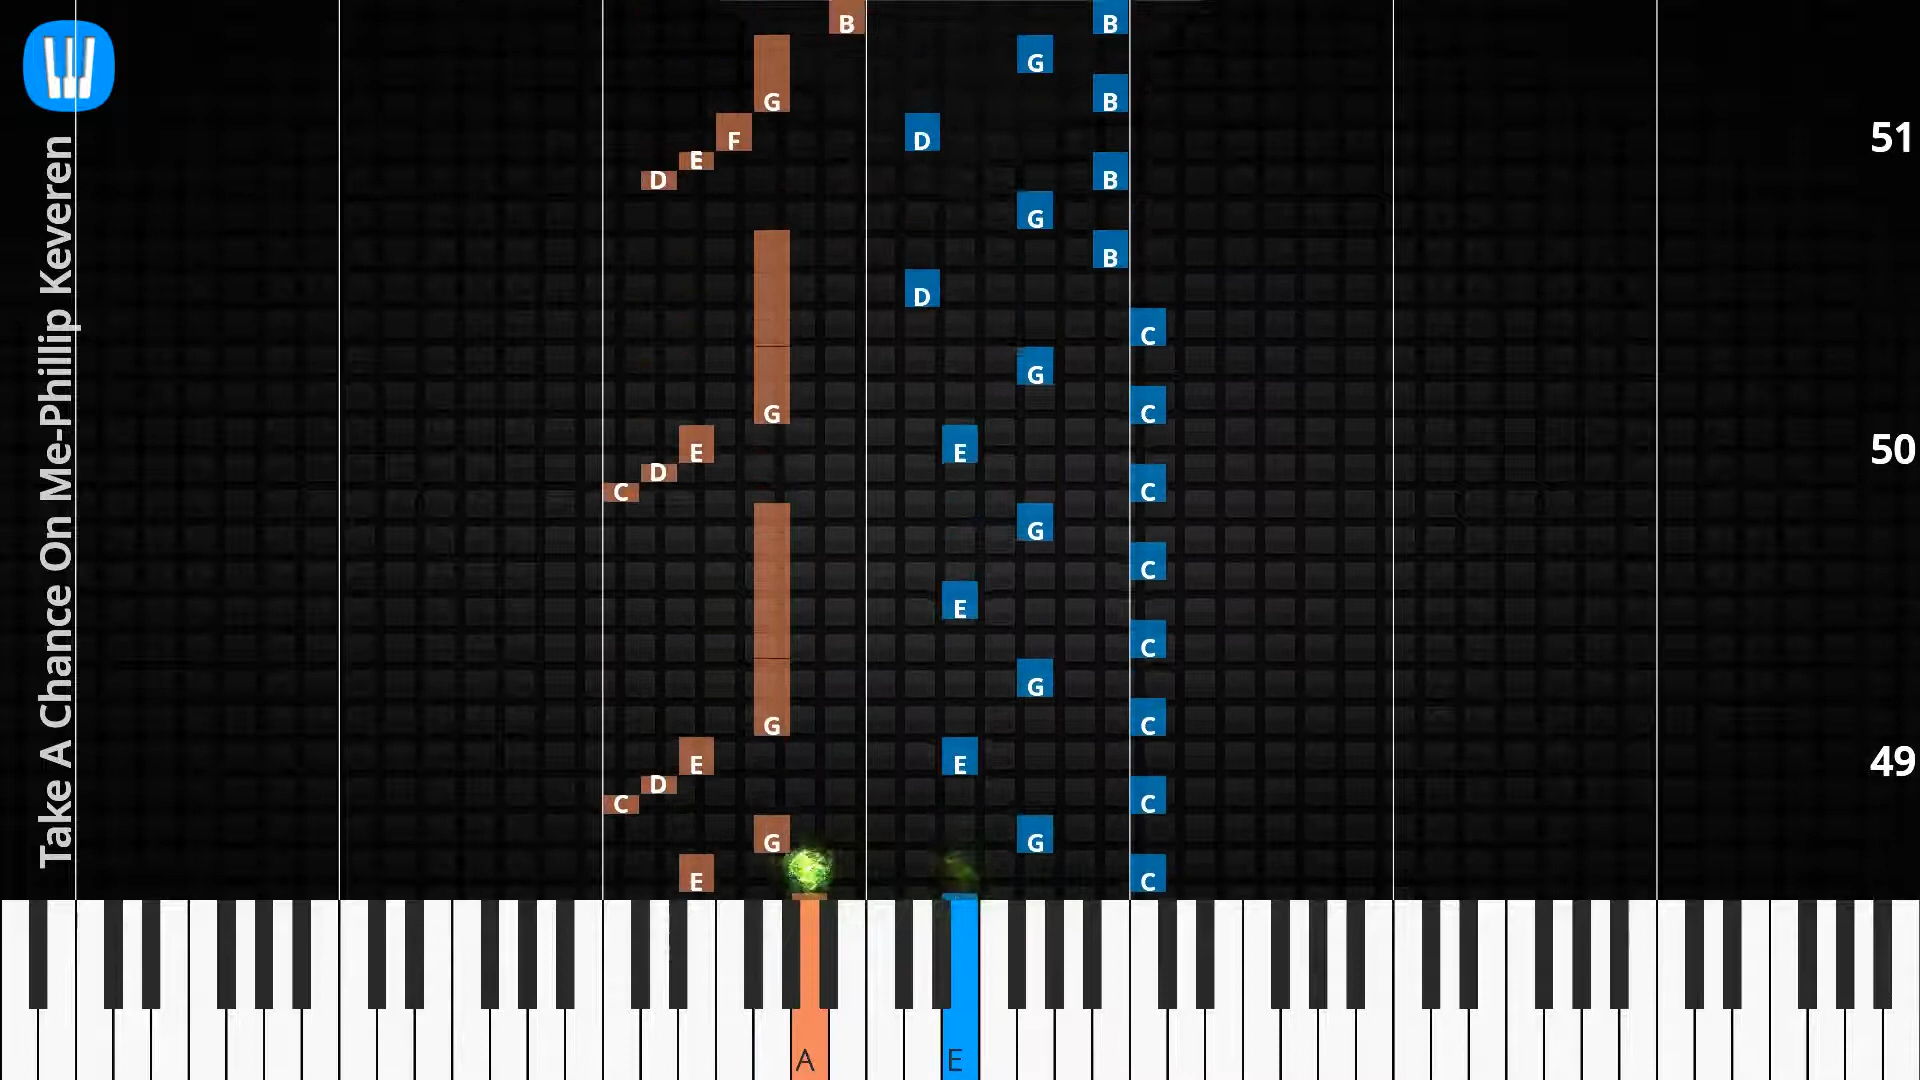 Take A Chance On Me-Phillip Keveren
B B
G
G B
51
F D
E
D B
G
B
D
C
G
G C
50
E E
D
C C
G
C
E
C
G
G C
49
E E
D
C C
G G
E C
A E